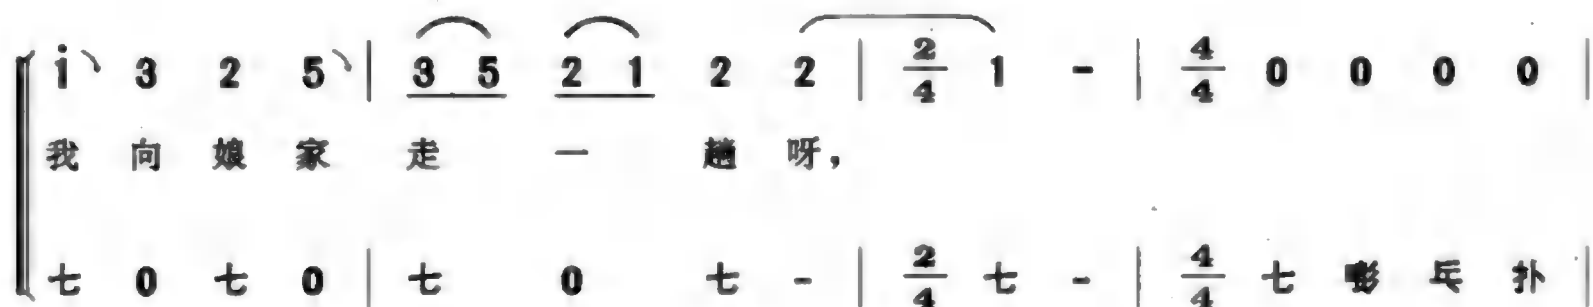 i 3 2 5 | 3 5 2 1 2 2 | 2/4 1 - | 4/4 0 0 0 0 |
我 向 娘 家 走 一 趟 呀,
七 0 七 0 | 七 0 七 - | 2/4 七 - | 4/4 七 嘭 乓 扑 |